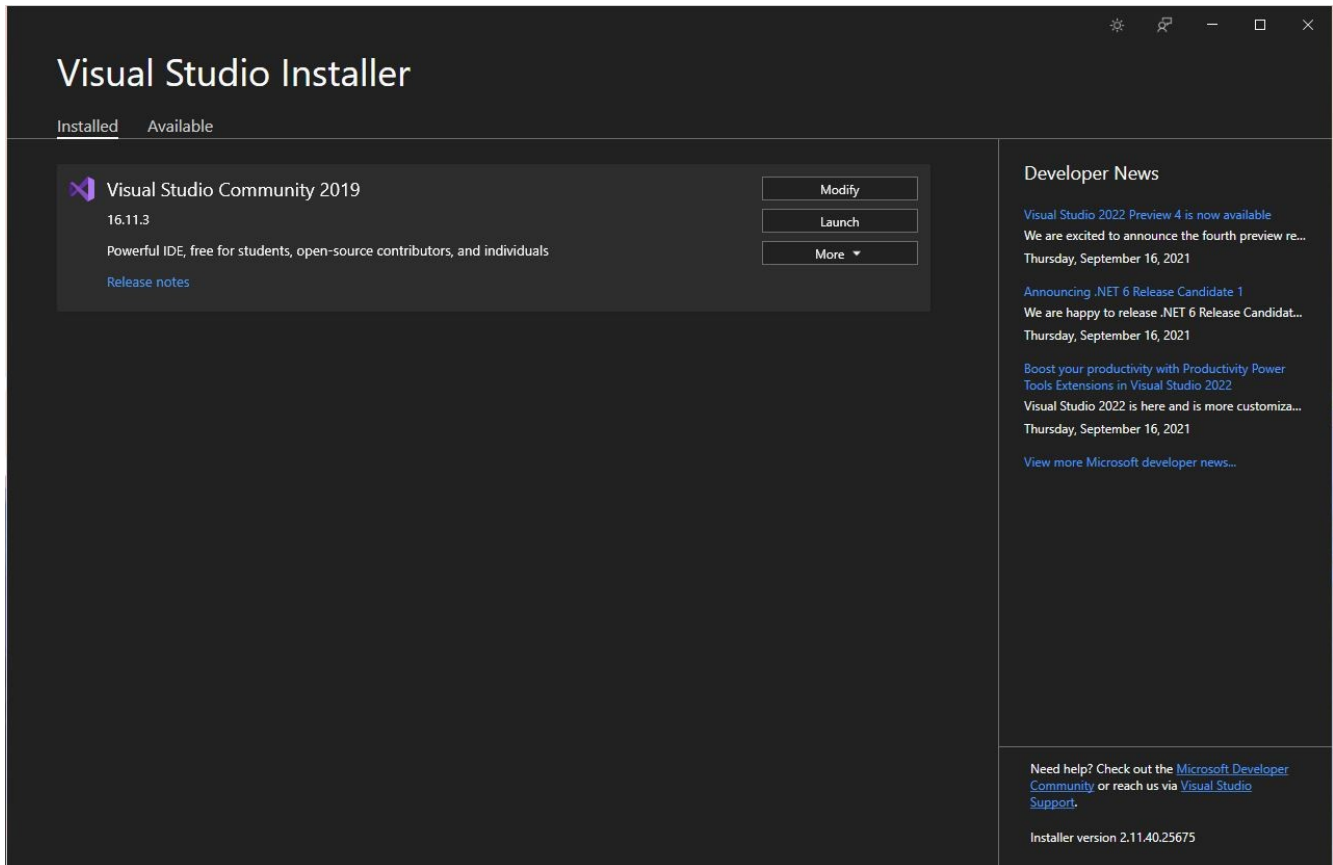 Visual Studio Installer
Installed Available
Visual Studio Community 2019
16.11.3
Powerful IDE, free for students, open-source contributors, and individuals
Release notes
Modify
Launch
More
Developer News
Visual Studio 2022 Preview 4 is now available
We are excited to announce the fourth preview re...
Thursday, September 16, 2021
Announcing .NET 6 Release Candidate 1
We are happy to release .NET 6 Release Candidat...
Thursday, September 16, 2021
Boost your productivity with Productivity Power
Tools Extensions in Visual Studio 2022
Visual Studio 2022 is here and is more customiza...
Thursday, September 16, 2021
View more Microsoft developer news...
Need help? Check out the Microsoft Developer
Community or reach us via Visual Studio
Support.
Installer version 2.11.40.25675